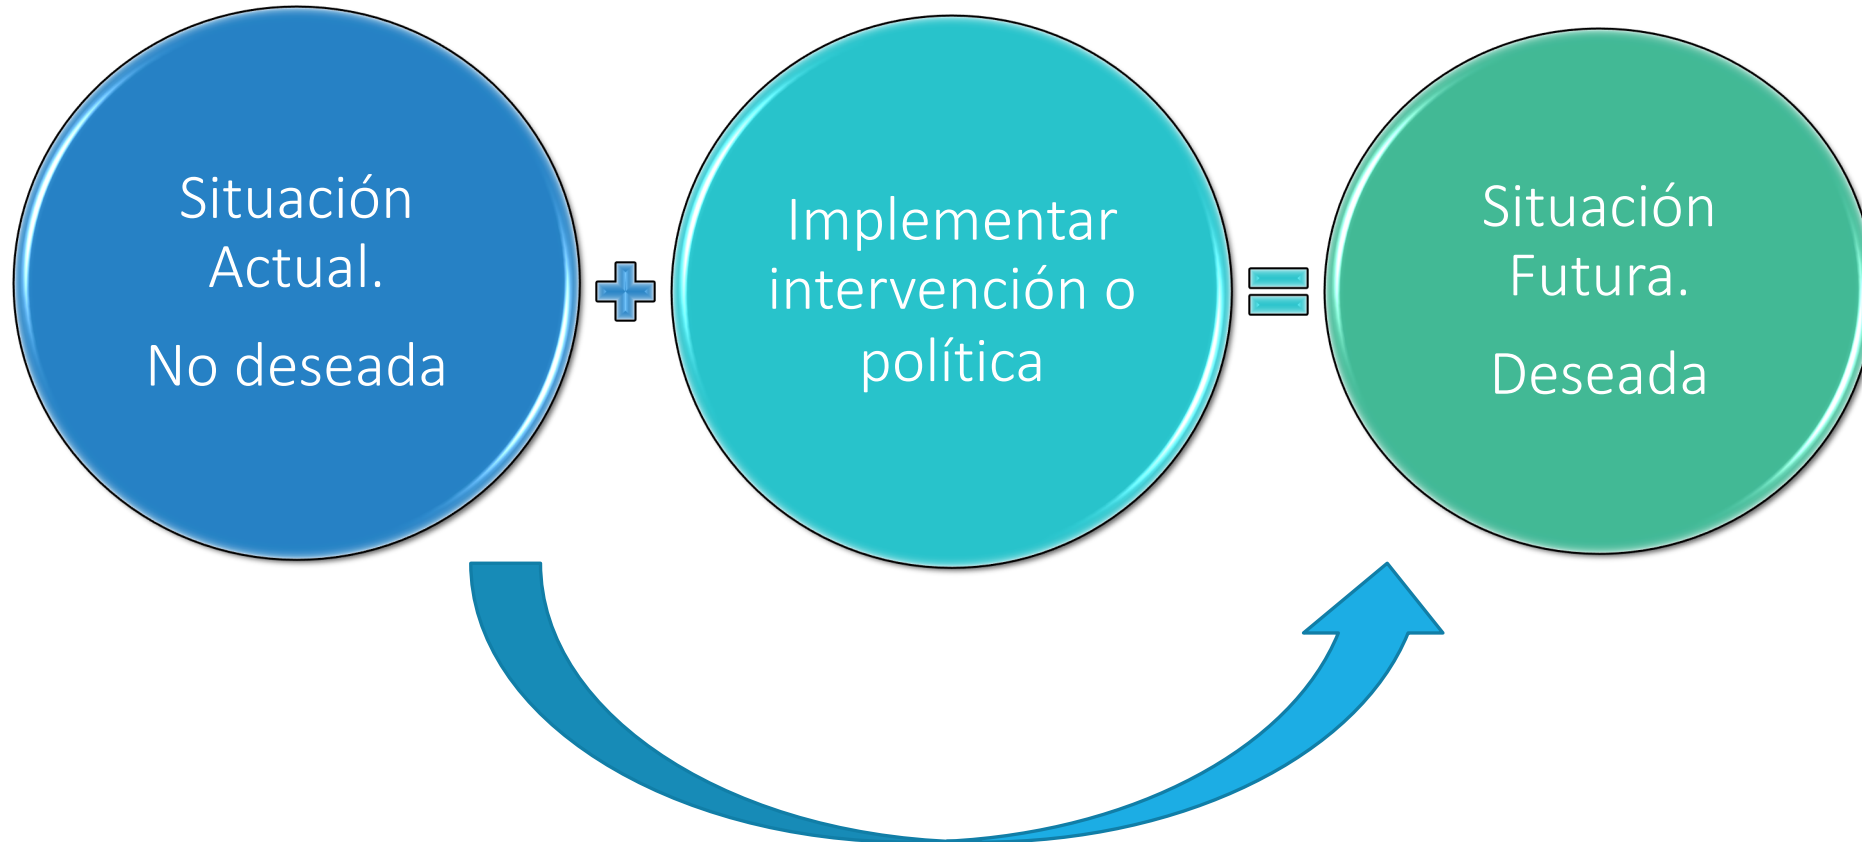 Situación
Actual.
No deseada
Implementar
intervención o
política
Situación
Futura.
Deseada